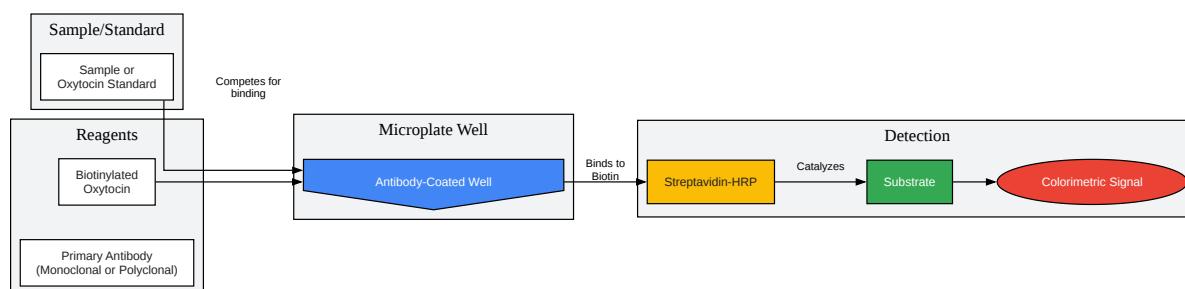 Sample/Standard
Sample or
Oxytocin Standard
Competes for
binding
Reagents
Biotinylated
Oxytocin
Primary Antibody
(Monoclonal or Polyclonal)
Microplate Well
Antibody-Coated Well
Binds to
Biotin
Detection
Streptavidin-HRP
Catalyzes
Substrate
Colorimetric Signal